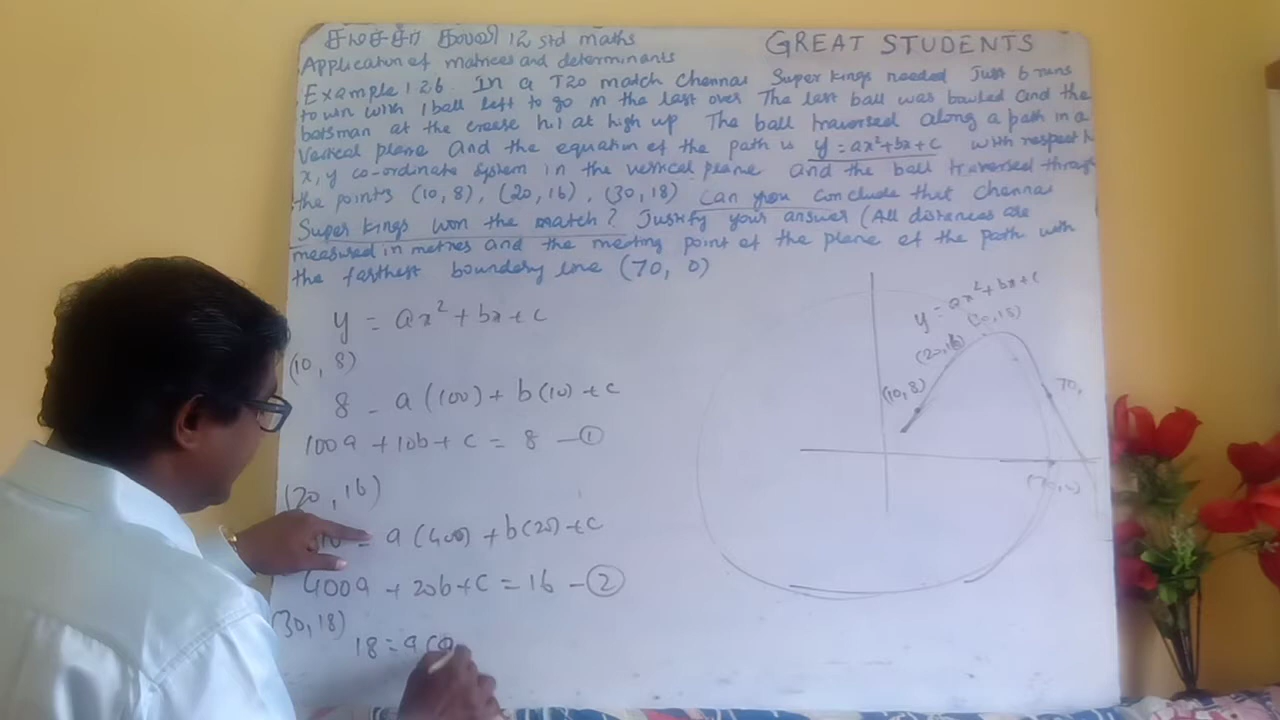 சமச்சீர் கல்வி 12 std maths
GREAT STUDENTS
Application of matrices and determinants
Example 1 26. In a T20 match Chennai Super kings needed Just 6 runs
to win with 1 ball left to go in the last over The last ball was bowled and the
batsman at the crease hit at high up The ball traversed along a path in a
Vertical plane and the equation of the path is y = ax²+bx+c with respect
x, y co-ordinate system in the vertical plane and the ball traversed through
the points (10, 8), (20, 16), (30, 18) Can you conclude that Chennai
Super kings won the match? Justify your answer (All distances are
measured in metres and the meeting point of the plane of the path with
the farthest boundary line (70, 0)
y = ax² + bx + c
(10, 8)
8 = a (100) + b (10) + c
100a + 10b + c = 8 — ①
(20, 16)
= a (400) + b (20) + c
400a + 20b + c = 16 — ②
(30, 18)
18 = a (
y = ax² + bx + c
(30, 18)
(20, 16)
(10, 8)
70,
(70, 0)